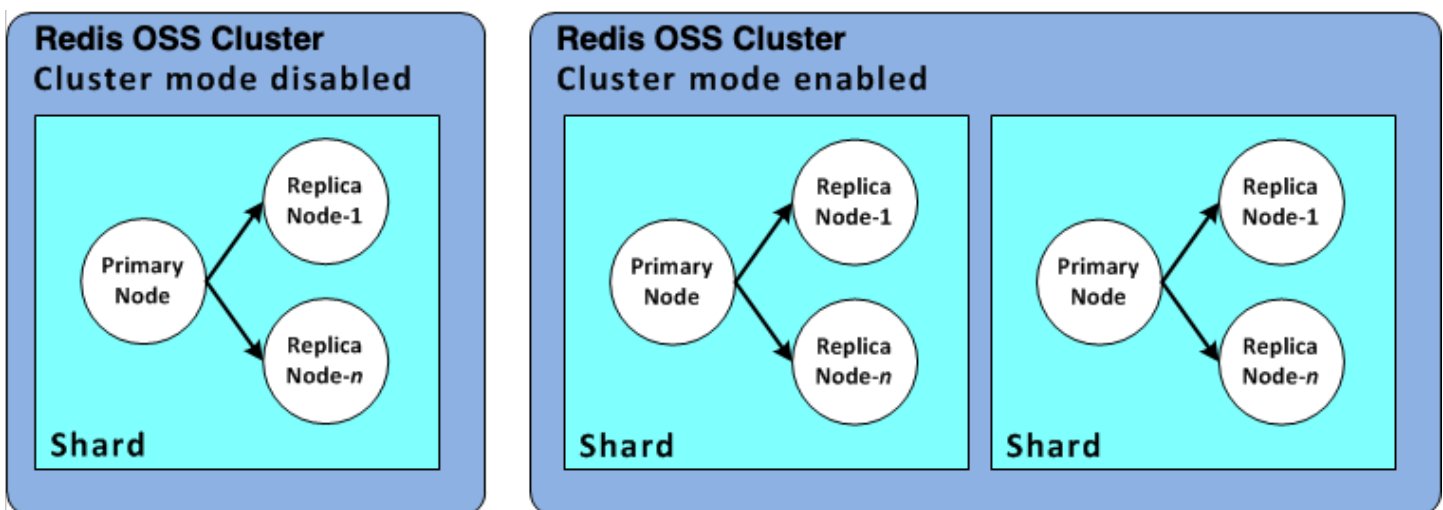 Redis OSS Cluster
Cluster mode disabled
Replica
Node-1
Primary
Node
Replica
Node-n
Shard
Redis OSS Cluster
Cluster mode enabled
Replica
Node-1
Primary
Node
Replica
Node-n
Shard
Replica
Node-1
Primary
Node
Replica
Node-n
Shard